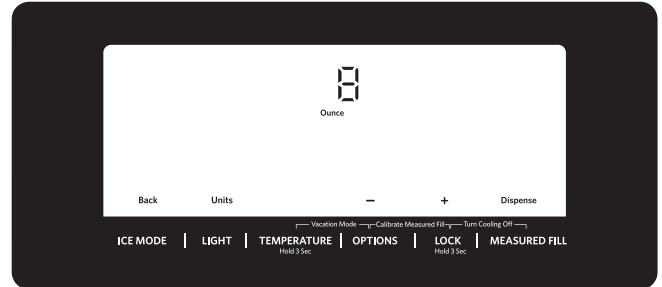 8
Ounce
Back Units − + Dispense
Vacation Mode Calibrate Measured Fill Turn Cooling Off
ICE MODE LIGHT TEMPERATURE OPTIONS LOCK MEASURED FILL
Hold 3 Sec Hold 3 Sec